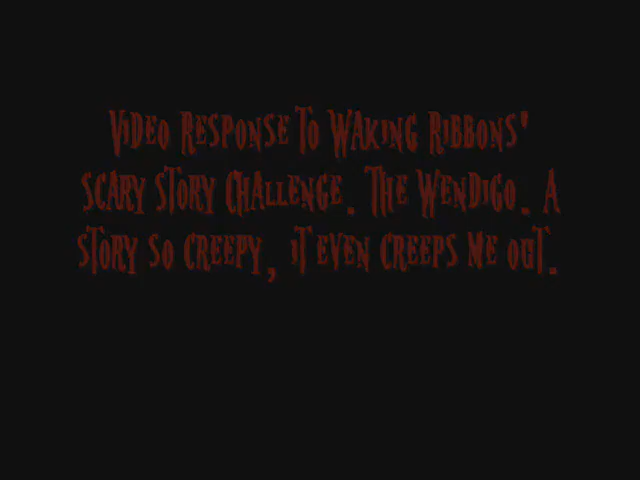 Video Response to Waking Ribbons'
Scary Story Challenge. The Wendigo. A
story so creepy, it even creeps me out.